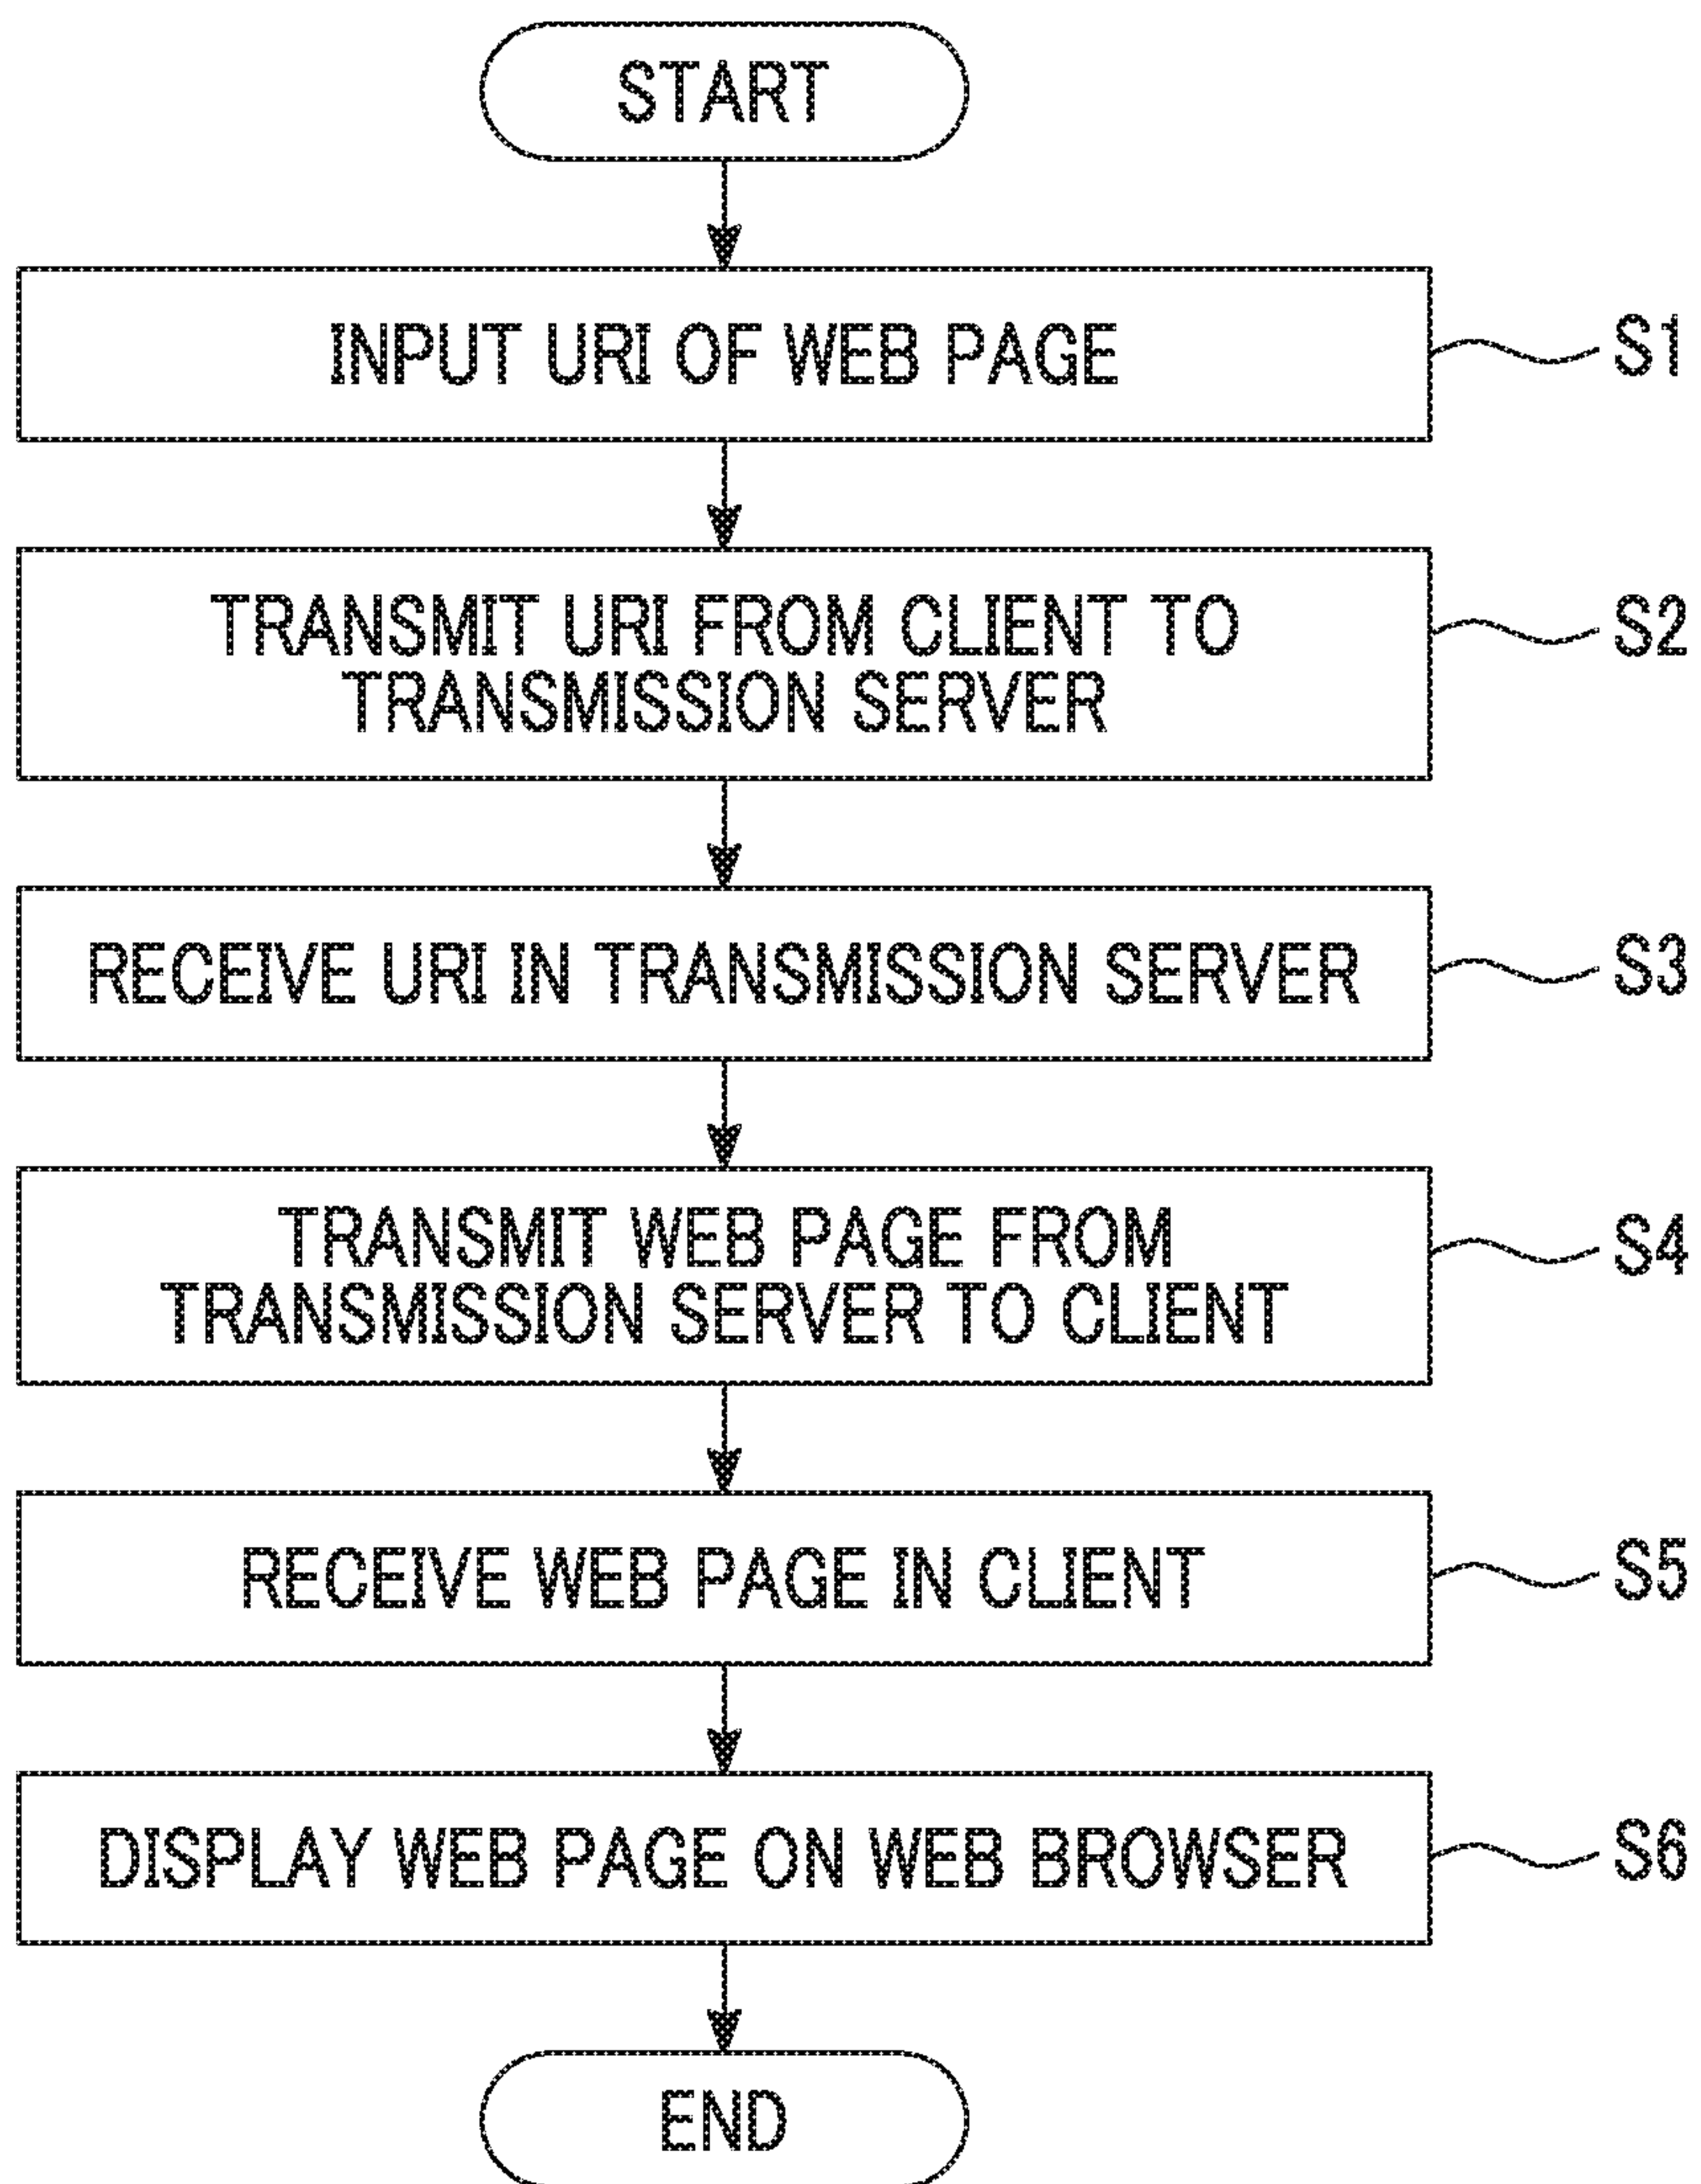 START
INPUT URI OF WEB PAGE
S1
TRANSMIT URI FROM CLIENT TO
TRANSMISSION SERVER
S2
RECEIVE URI IN TRANSMISSION SERVER
S3
TRANSMIT WEB PAGE FROM
TRANSMISSION SERVER TO CLIENT
S4
RECEIVE WEB PAGE IN CLIENT
S5
DISPLAY WEB PAGE ON WEB BROWSER
S6
END